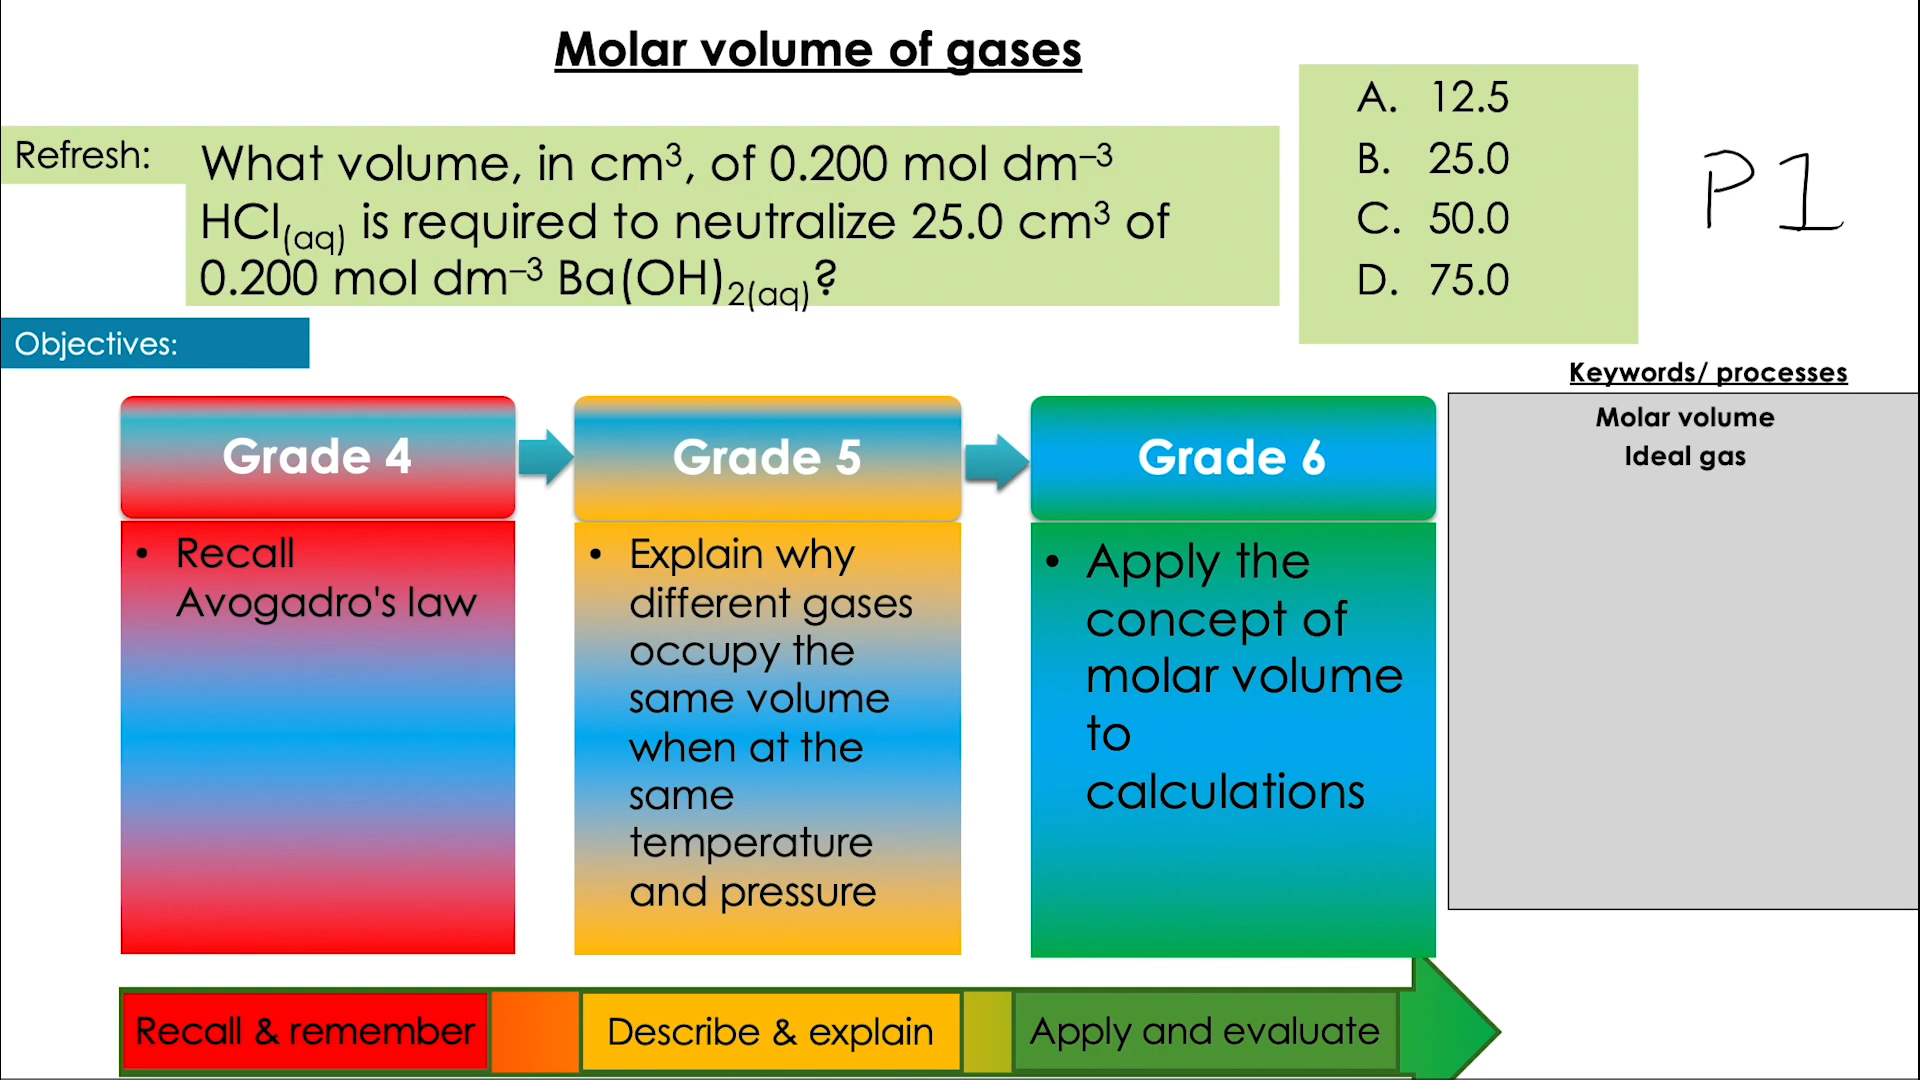 Molar volume of gases
Refresh:
What volume, in cm³, of 0.200 mol dm⁻³
HCl(aq) is required to neutralize 25.0 cm³ of
0.200 mol dm⁻³ Ba(OH)₂(aq)?
A. 12.5
B. 25.0
C. 50.0
D. 75.0
P1
Objectives:
Keywords/ processes
Molar volume
Ideal gas
Grade 4
• Recall
Avogadro's law
Grade 5
• Explain why
different gases
occupy the
same volume
when at the
same
temperature
and pressure
Grade 6
• Apply the
concept of
molar volume
to
calculations
Recall & remember
Describe & explain
Apply and evaluate